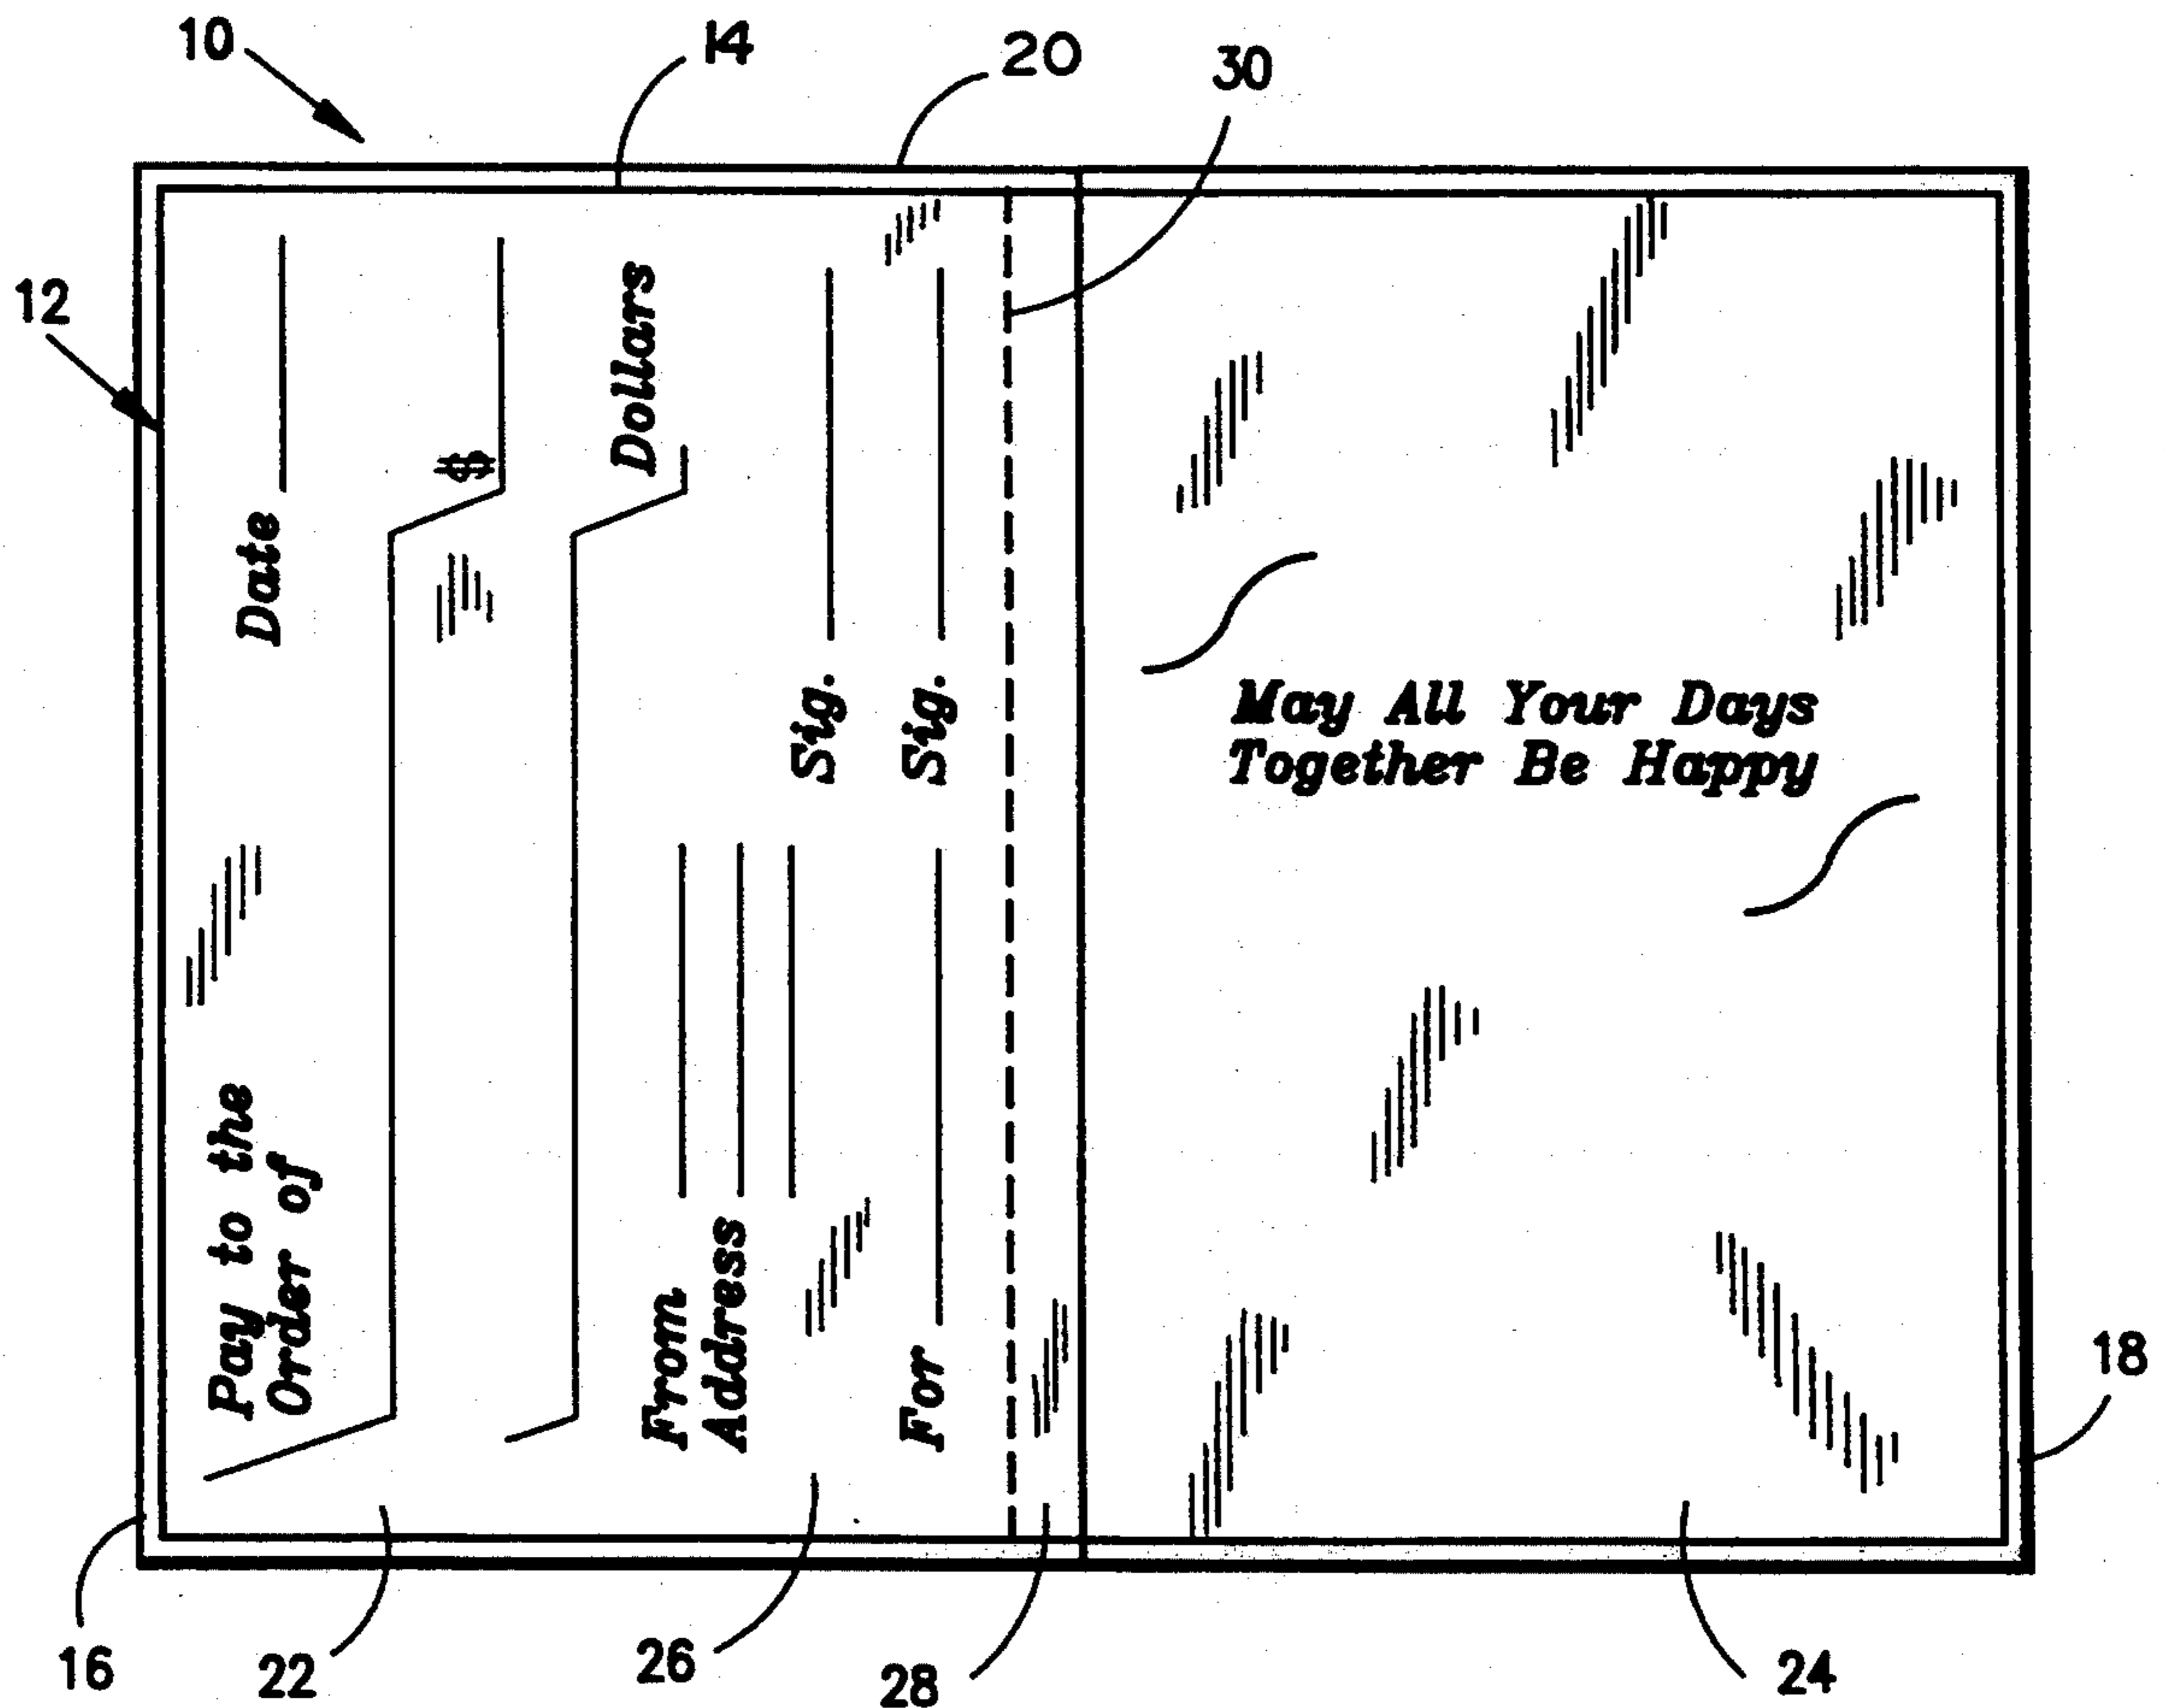 10
14
20
30
12
Date
$
Dollars
Pay to the
Order of
Sig.
Sig.
From
Address
For
May All Your Days
Together Be Happy
18
16
22
26
28
24